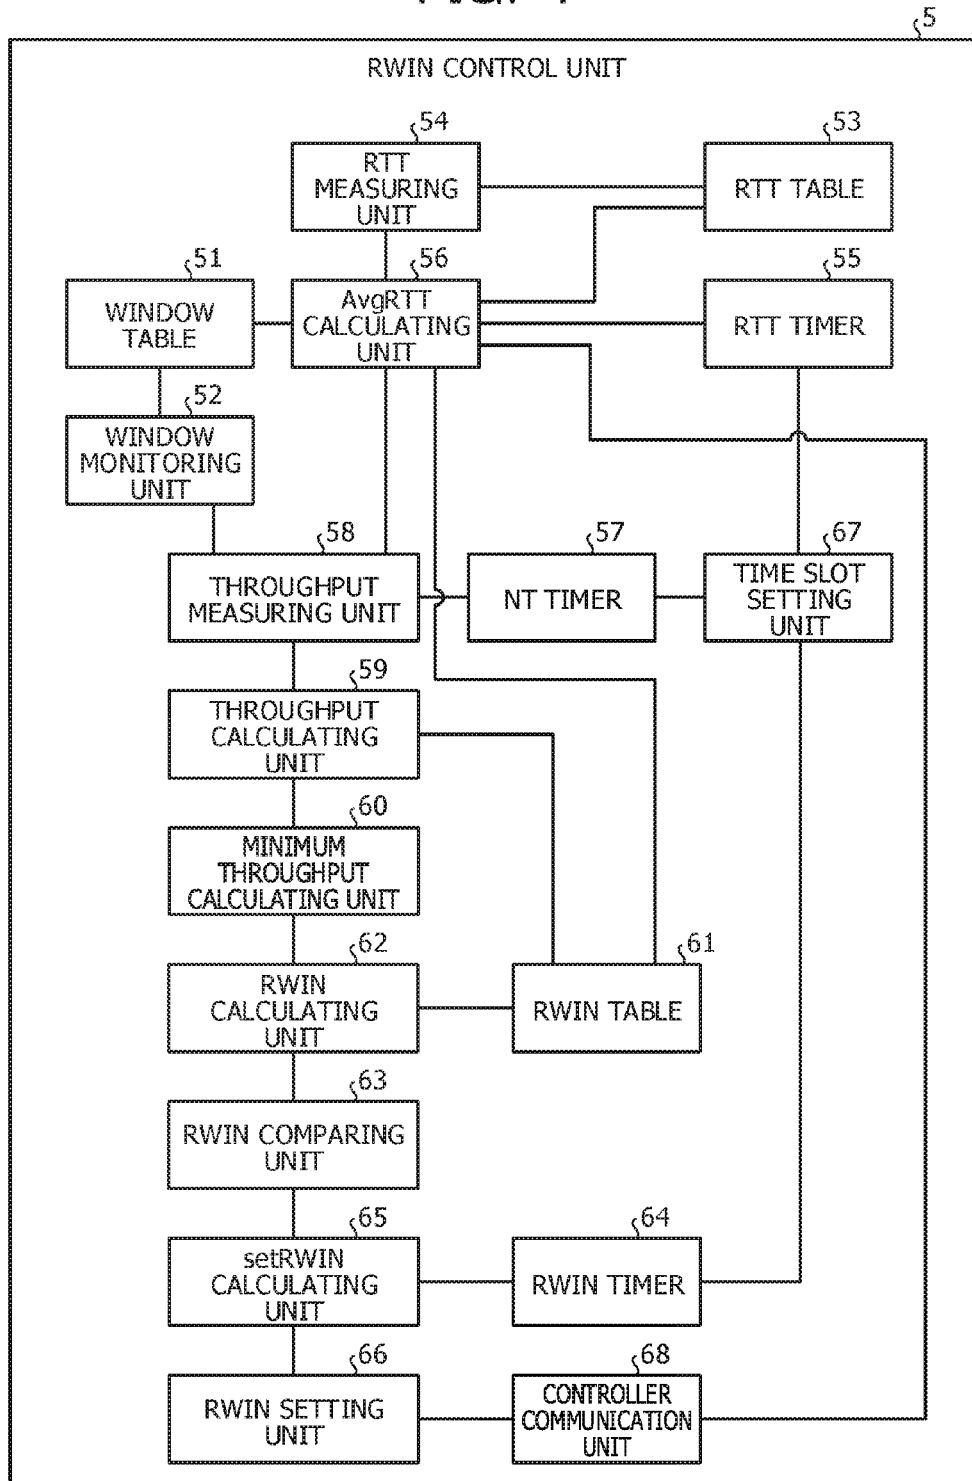 5
RWIN CONTROL UNIT
54
53
RTT
MEASURING
UNIT
RTT TABLE
51
56
55
WINDOW
TABLE
AvgRTT
CALCULATING
UNIT
RTT TIMER
52
WINDOW
MONITORING
UNIT
58
57
67
THROUGHPUT
MEASURING UNIT
NT TIMER
TIME SLOT
SETTING
UNIT
59
THROUGHPUT
CALCULATING
UNIT
60
MINIMUM
THROUGHPUT
CALCULATING UNIT
62
61
RWIN
CALCULATING
UNIT
RWIN TABLE
63
RWIN COMPARING
UNIT
65
64
setRWIN
CALCULATING
UNIT
RWIN TIMER
66
68
RWIN SETTING
UNIT
CONTROLLER
COMMUNICATION
UNIT